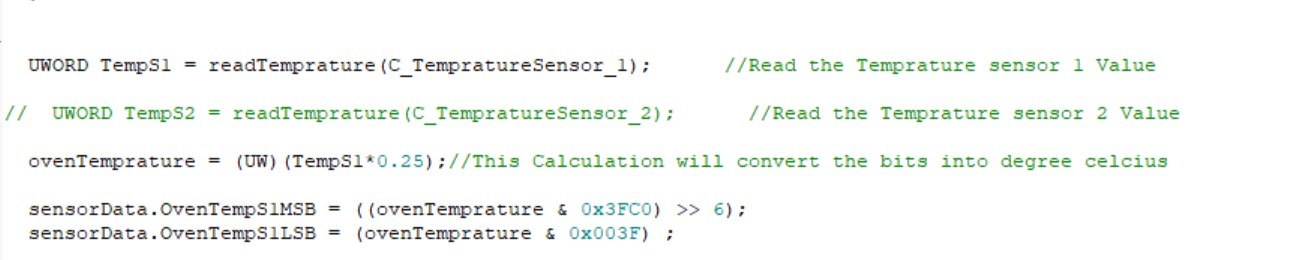 UWORD TempS1 = readTemprature(C_TempratureSensor_1);      //Read the Temprature sensor 1 Value
//  UWORD TempS2 = readTemprature(C_TempratureSensor_2);      //Read the Temprature sensor 2 Value
ovenTemprature = (UW)(TempS1*0.25);//This Calculation will convert the bits into degree celcius
sensorData.OvenTempS1MSB = ((ovenTemprature & 0x3FC0) >> 6);
sensorData.OvenTempS1LSB = (ovenTemprature & 0x003F) ;